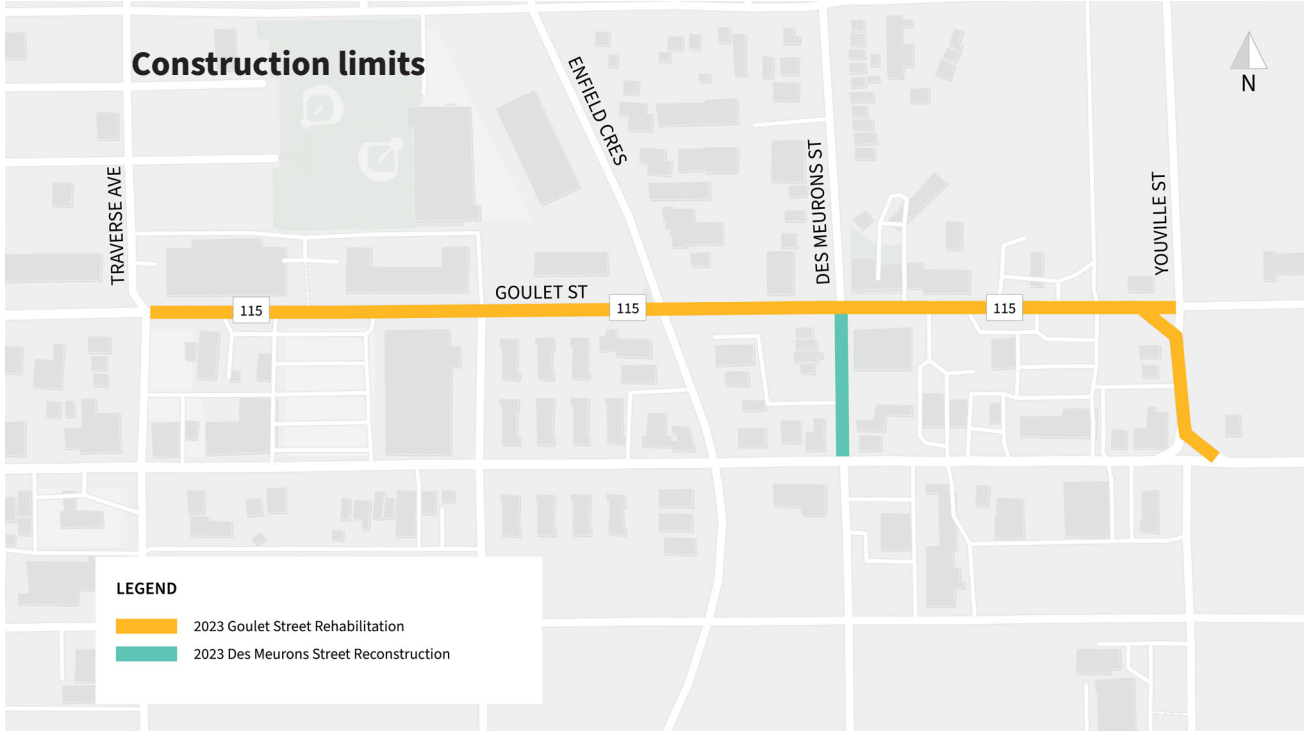 Construction limits
N
ENFIELD CRES
DES MEURONS ST
TRAVERSE AVE
YOUVILLE ST
GOULET ST
115
115
115
LEGEND
2023 Goulet Street Rehabilitation
2023 Des Meurons Street Reconstruction